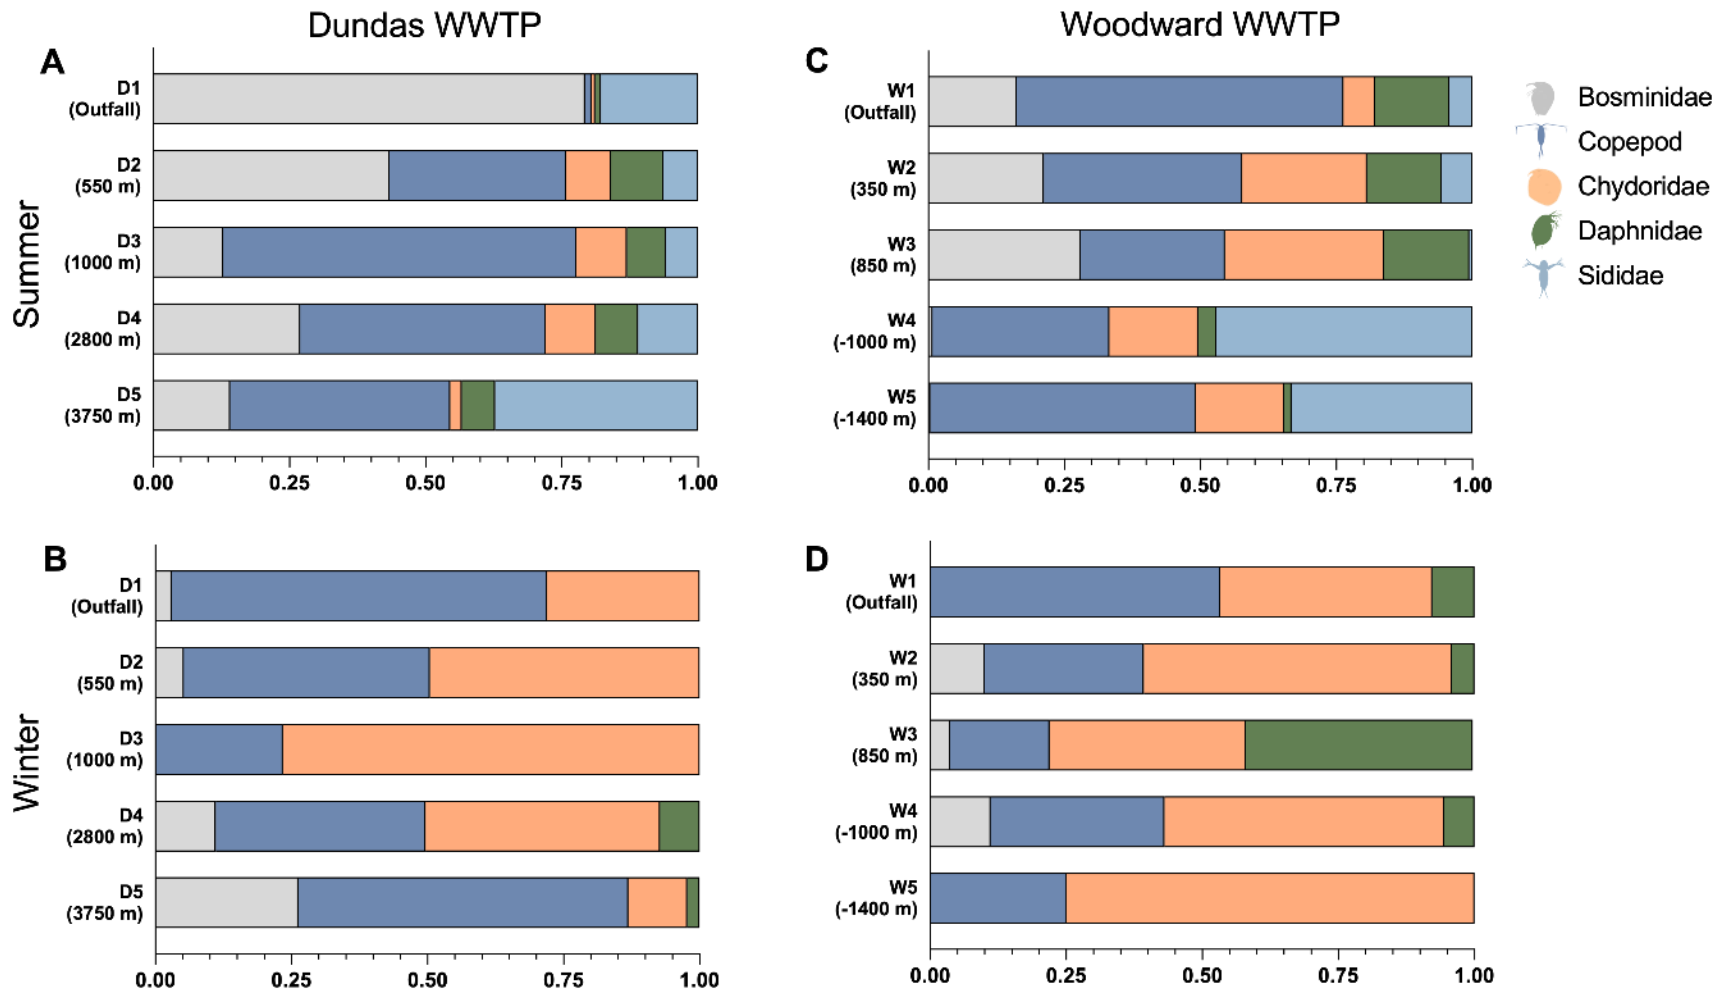 Dundas WWTP
Woodward WWTP
A
D1
(Outfall)
D2
(550 m)
D3
(1000 m)
D4
(2800 m)
D5
(3750 m)
0.00 0.25 0.50 0.75 1.00
Summer
C
W1
(Outfall)
W2
(350 m)
W3
(850 m)
W4
(-1000 m)
W5
(-1400 m)
0.00 0.25 0.50 0.75 1.00
Bosminidae
Copepod
Chydoridae
Daphnidae
Sididae
B
D1
(Outfall)
D2
(550 m)
D3
(1000 m)
D4
(2800 m)
D5
(3750 m)
0.00 0.25 0.50 0.75 1.00
Winter
D
W1
(Outfall)
W2
(350 m)
W3
(850 m)
W4
(-1000 m)
W5
(-1400 m)
0.00 0.25 0.50 0.75 1.00